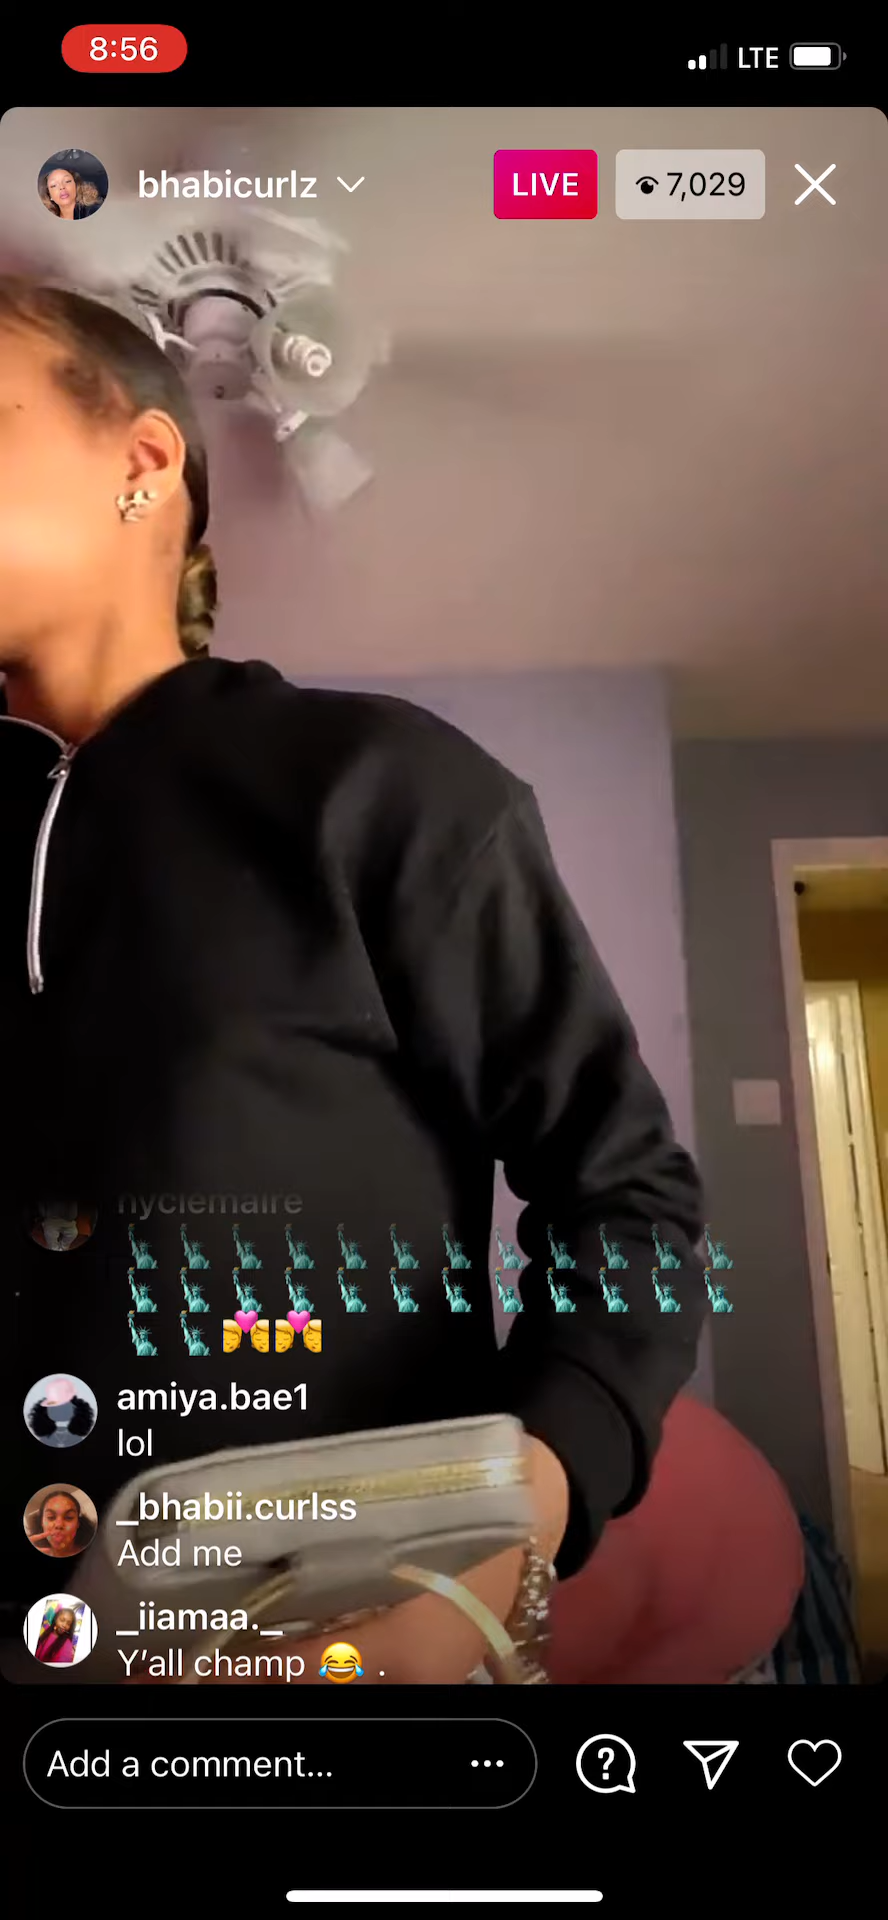 8:56
LTE
bhabicurlz
LIVE
7,029
nyclemaire
🗽🗽🗽🗽🗽🗽🗽🗽🗽🗽🗽🗽
🗽🗽🗽🗽🗽🗽🗽🗽🗽🗽🗽🗽
🗽🗽💏💏
amiya.bae1
lol
_bhabii.curlss
Add me
_iiamaa._
Y'all champ 😂 .
Add a comment...